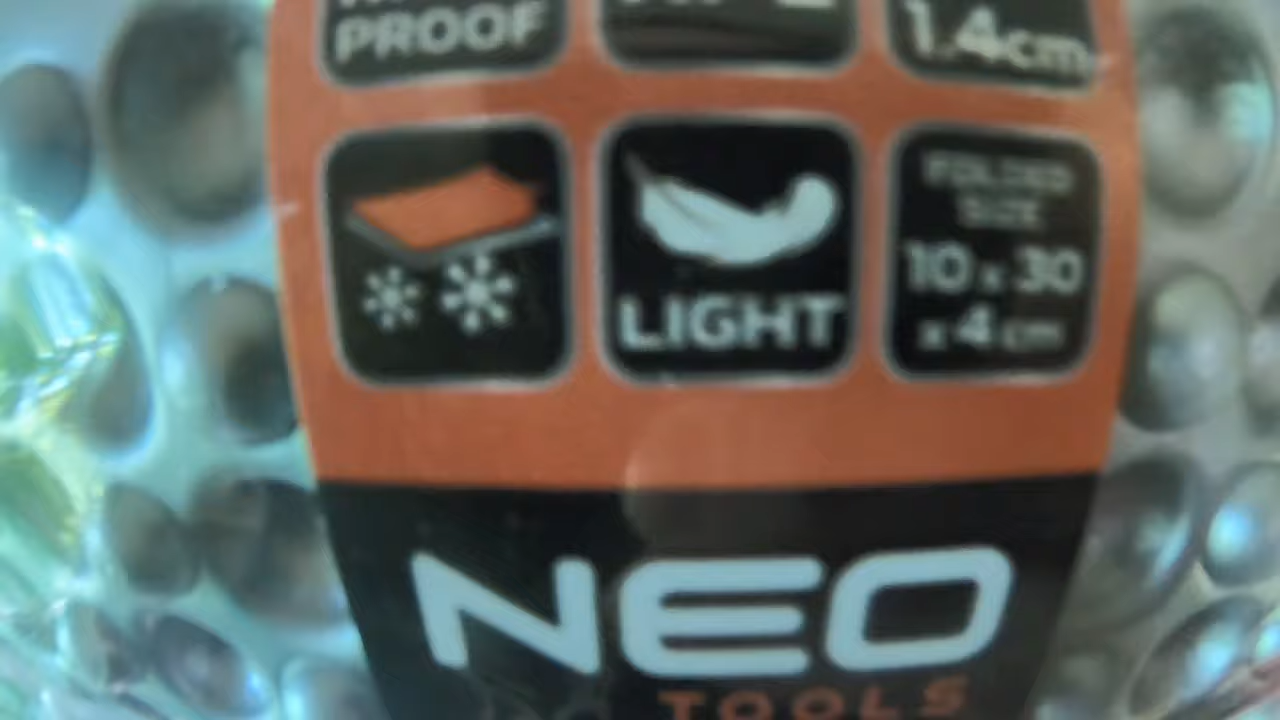 PROOF
1.4cm
LIGHT
FOLDED
SIZE
10 x 30
x 4 cm
NEO
TOOLS